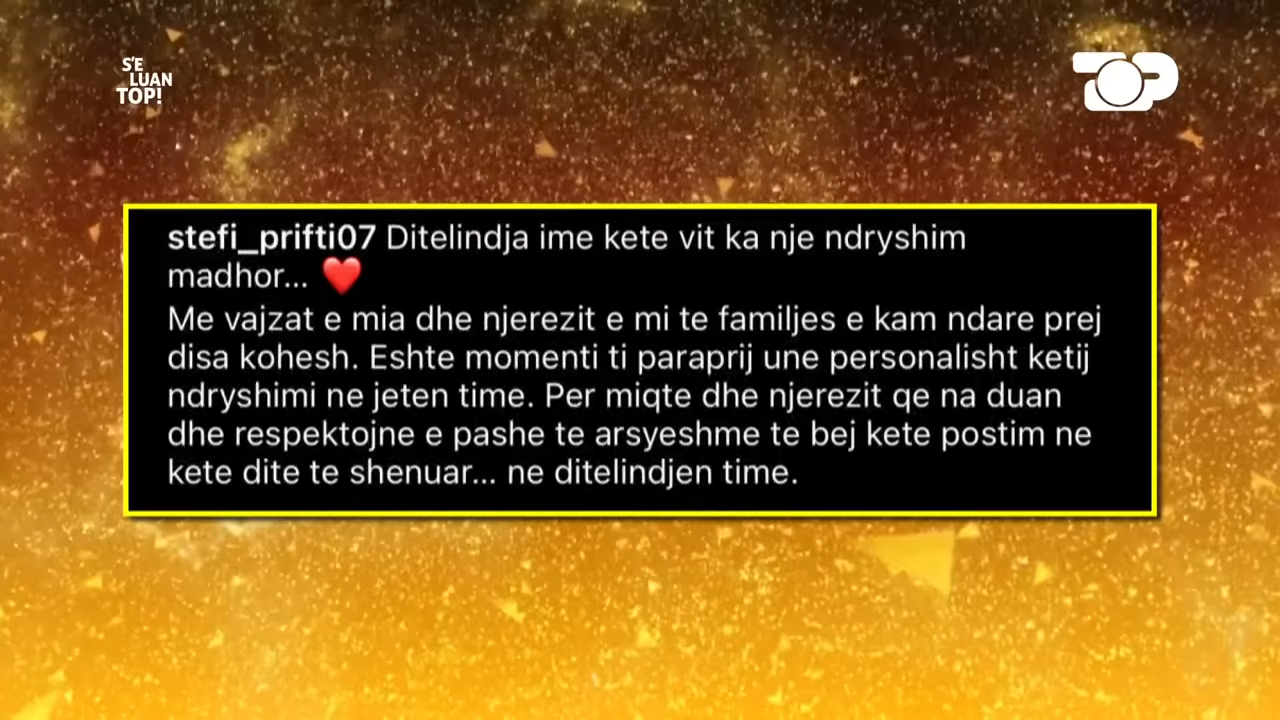 S'E
LUAN
TOP!
TOP
stefi_prifti07 Ditelindja ime kete vit ka nje ndryshim
madhor... ❤️
Me vajzat e mia dhe njerezit e mi te familjes e kam ndare prej
disa kohesh. Eshte momenti ti paraprij une personalisht ketij
ndryshimi ne jeten time. Per miqte dhe njerezit qe na duan
dhe respektojne e pashe te arsyeshme te bej kete postim ne
kete dite te shenuar... ne ditelindjen time.